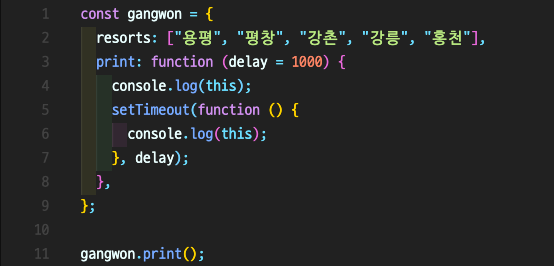 1 const gangwon = {
2   resorts: ["용평", "평창", "강촌", "강릉", "홍천"],
3   print: function (delay = 1000) {
4     console.log(this);
5     setTimeout(function () {
6       console.log(this);
7     }, delay);
8   },
9 };
10
11 gangwon.print();